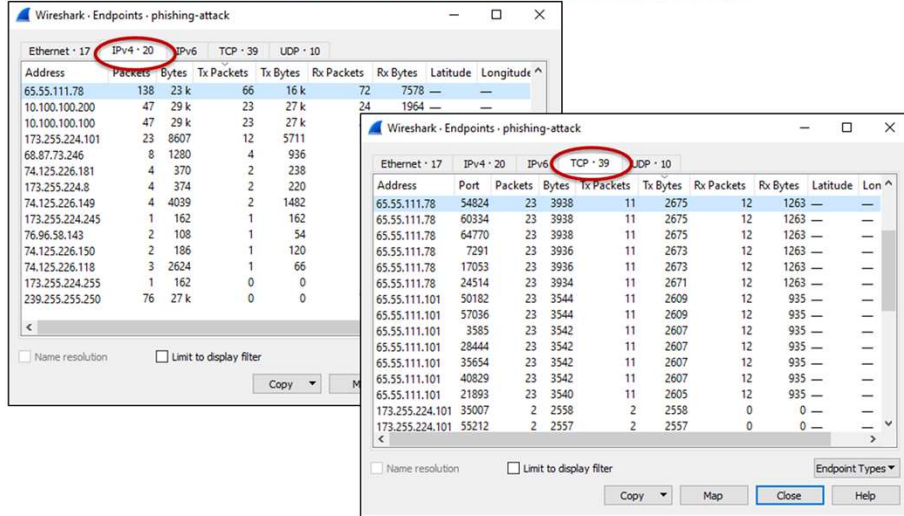 Wireshark · Endpoints · phishing-attack
Ethernet · 17 IPv4 · 20 IPv6 TCP · 39 UDP · 10
Address Packets Bytes Tx Packets Tx Bytes Rx Packets Rx Bytes Latitude Longitude
65.55.111.78 138 23 k 66 16 k 72 7578 — —
10.100.100.200 47 29 k 23 27 k 24 1964 — —
10.100.100.100 47 29 k 23 27 k
173.255.224.101 23 8607 12 5711
68.87.73.246 8 1280 4 936
74.125.226.181 4 370 2 238
173.255.224.8 4 374 2 220
74.125.226.149 4 4039 2 1482
173.255.224.245 1 162 1 162
76.96.58.143 2 108 1 54
74.125.226.150 2 186 1 120
74.125.226.118 3 2624 1 66
173.255.224.255 1 162 0 0
239.255.255.250 76 27 k 0 0
Name resolution Limit to display filter
Copy
Wireshark · Endpoints · phishing-attack
Ethernet · 17 IPv4 · 20 IPv6 TCP · 39 UDP · 10
Address Port Packets Bytes Tx Packets Tx Bytes Rx Packets Rx Bytes Latitude Lon
65.55.111.78 54824 23 3938 11 2675 12 1263 — —
65.55.111.78 60334 23 3938 11 2675 12 1263 — —
65.55.111.78 64770 23 3938 11 2675 12 1263 — —
65.55.111.78 7291 23 3936 11 2673 12 1263 — —
65.55.111.78 17053 23 3936 11 2673 12 1263 — —
65.55.111.78 24514 23 3934 11 2671 12 1263 — —
65.55.111.101 50182 23 3544 11 2609 12 935 — —
65.55.111.101 57036 23 3544 11 2609 12 935 — —
65.55.111.101 3585 23 3542 11 2607 12 935 — —
65.55.111.101 28444 23 3542 11 2607 12 935 — —
65.55.111.101 35654 23 3542 11 2607 12 935 — —
65.55.111.101 40829 23 3542 11 2607 12 935 — —
65.55.111.101 21893 23 3540 11 2605 12 935 — —
173.255.224.101 35007 2 2558 2 2558 0 0 — —
173.255.224.101 55212 2 2557 2 2557 0 0 — —
Name resolution Limit to display filter Endpoint Types
Copy Map Close Help